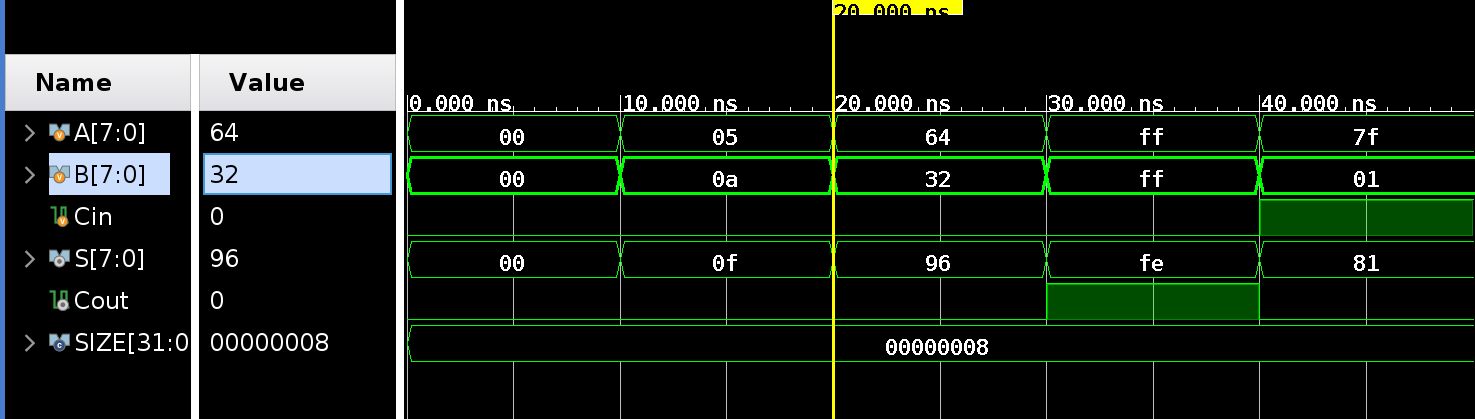 20.000 ns
Name Value
0.000 ns 10.000 ns 20.000 ns 30.000 ns 40.000 ns
A[7:0] 64 00 05 64 ff 7f
B[7:0] 32 00 0a 32 ff 01
Cin 0
S[7:0] 96 00 0f 96 fe 81
Cout 0
SIZE[31:0 00000008 00000008